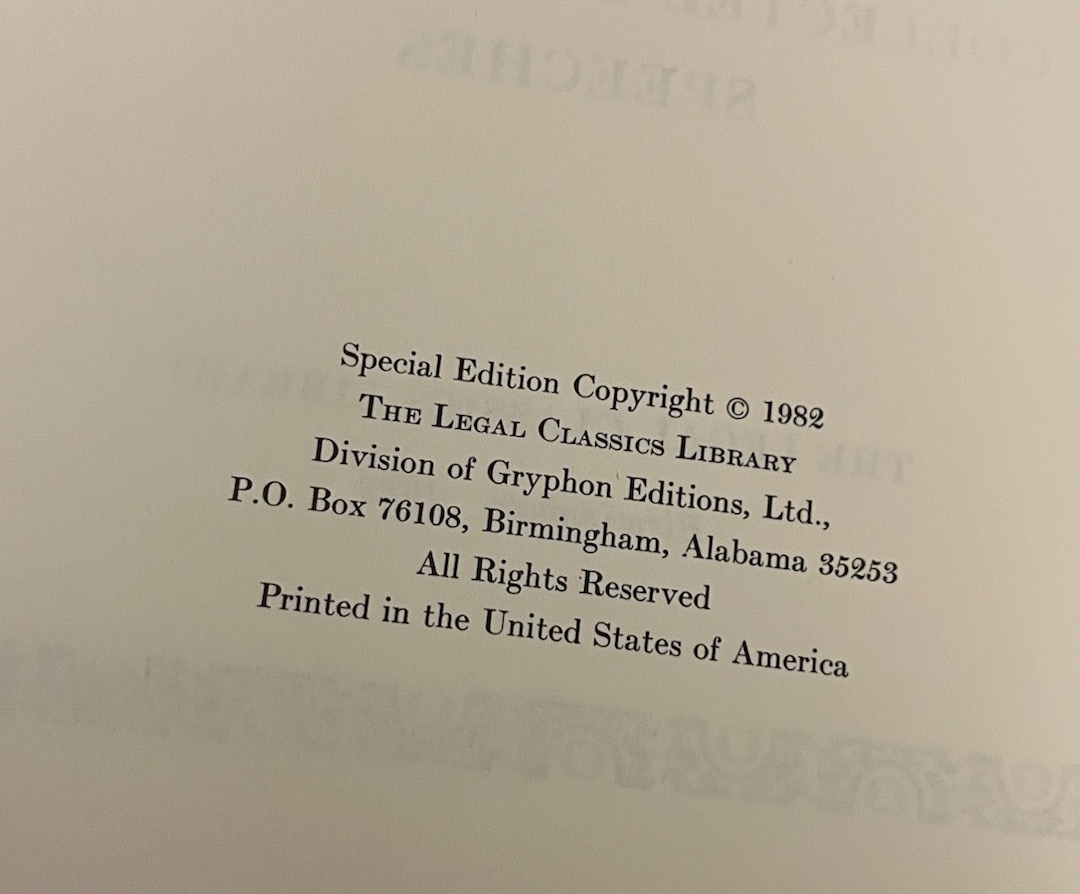 SPEECHES
Special Edition Copyright © 1982
THE LEGAL CLASSICS LIBRARY
Division of Gryphon Editions, Ltd.,
P.O. Box 76108, Birmingham, Alabama 35253
All Rights Reserved
Printed in the United States of America